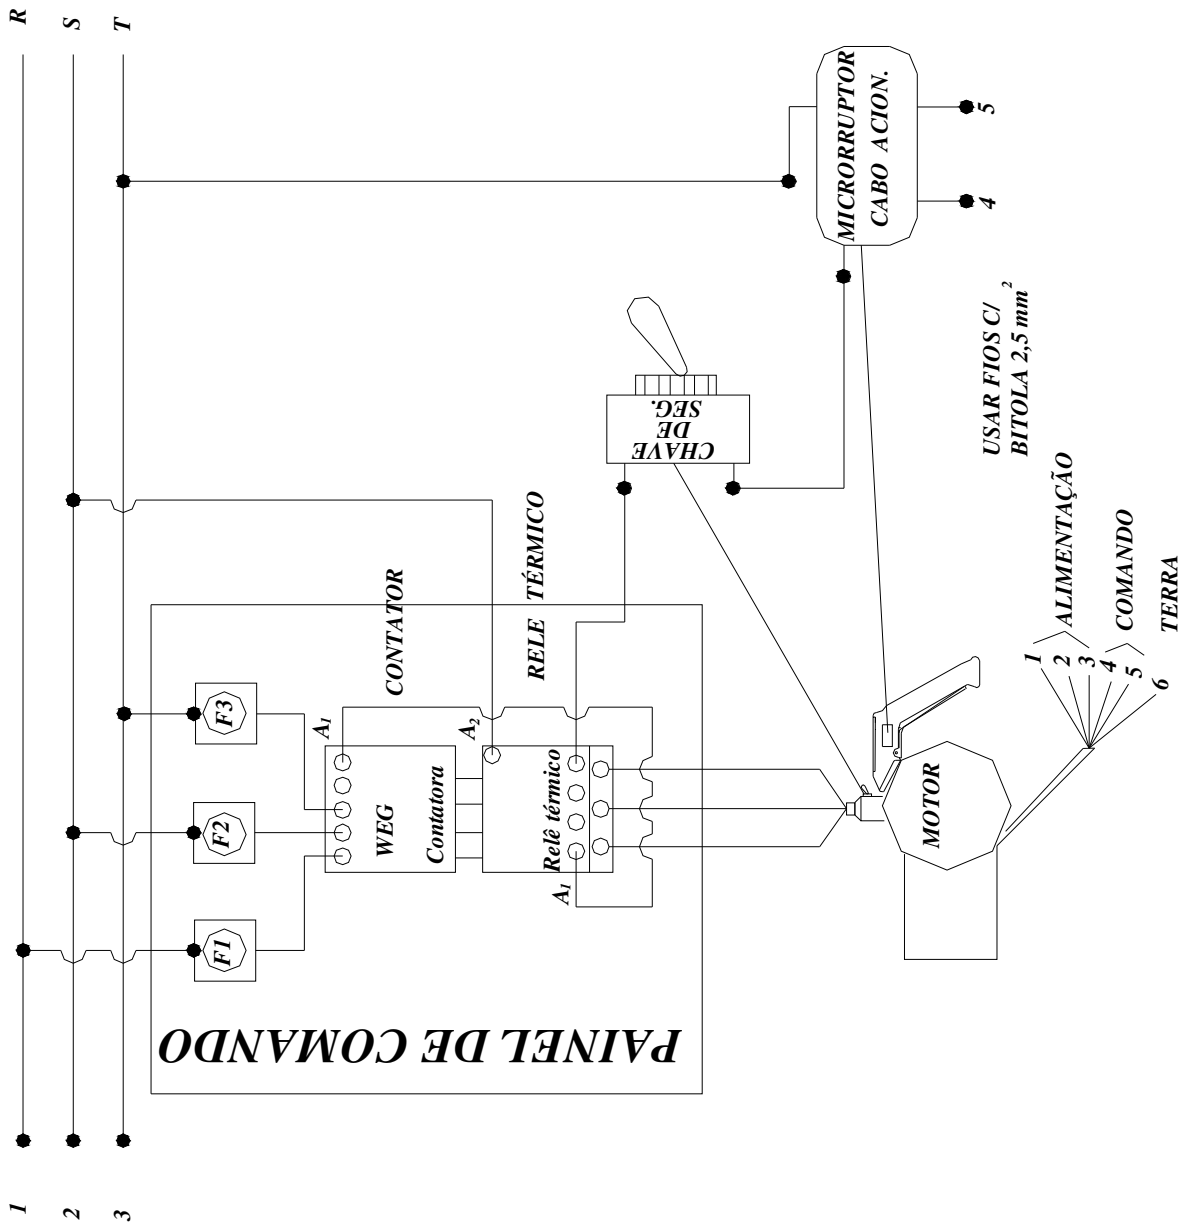 R
S
T
1
2
3
PAINEL DE COMANDO
F1
F2
F3
A1
WEG
Contatora
CONTATOR
A2
Relê térmico
A1
RELE TÉRMICO
CHAVE
DE
SEG.
MICRORRUPTOR
CABO ACION.
4
5
USAR FIOS C/
BITOLA 2,5 mm²
MOTOR
1
2
3
4
5
6
ALIMENTAÇÃO
COMANDO
TERRA